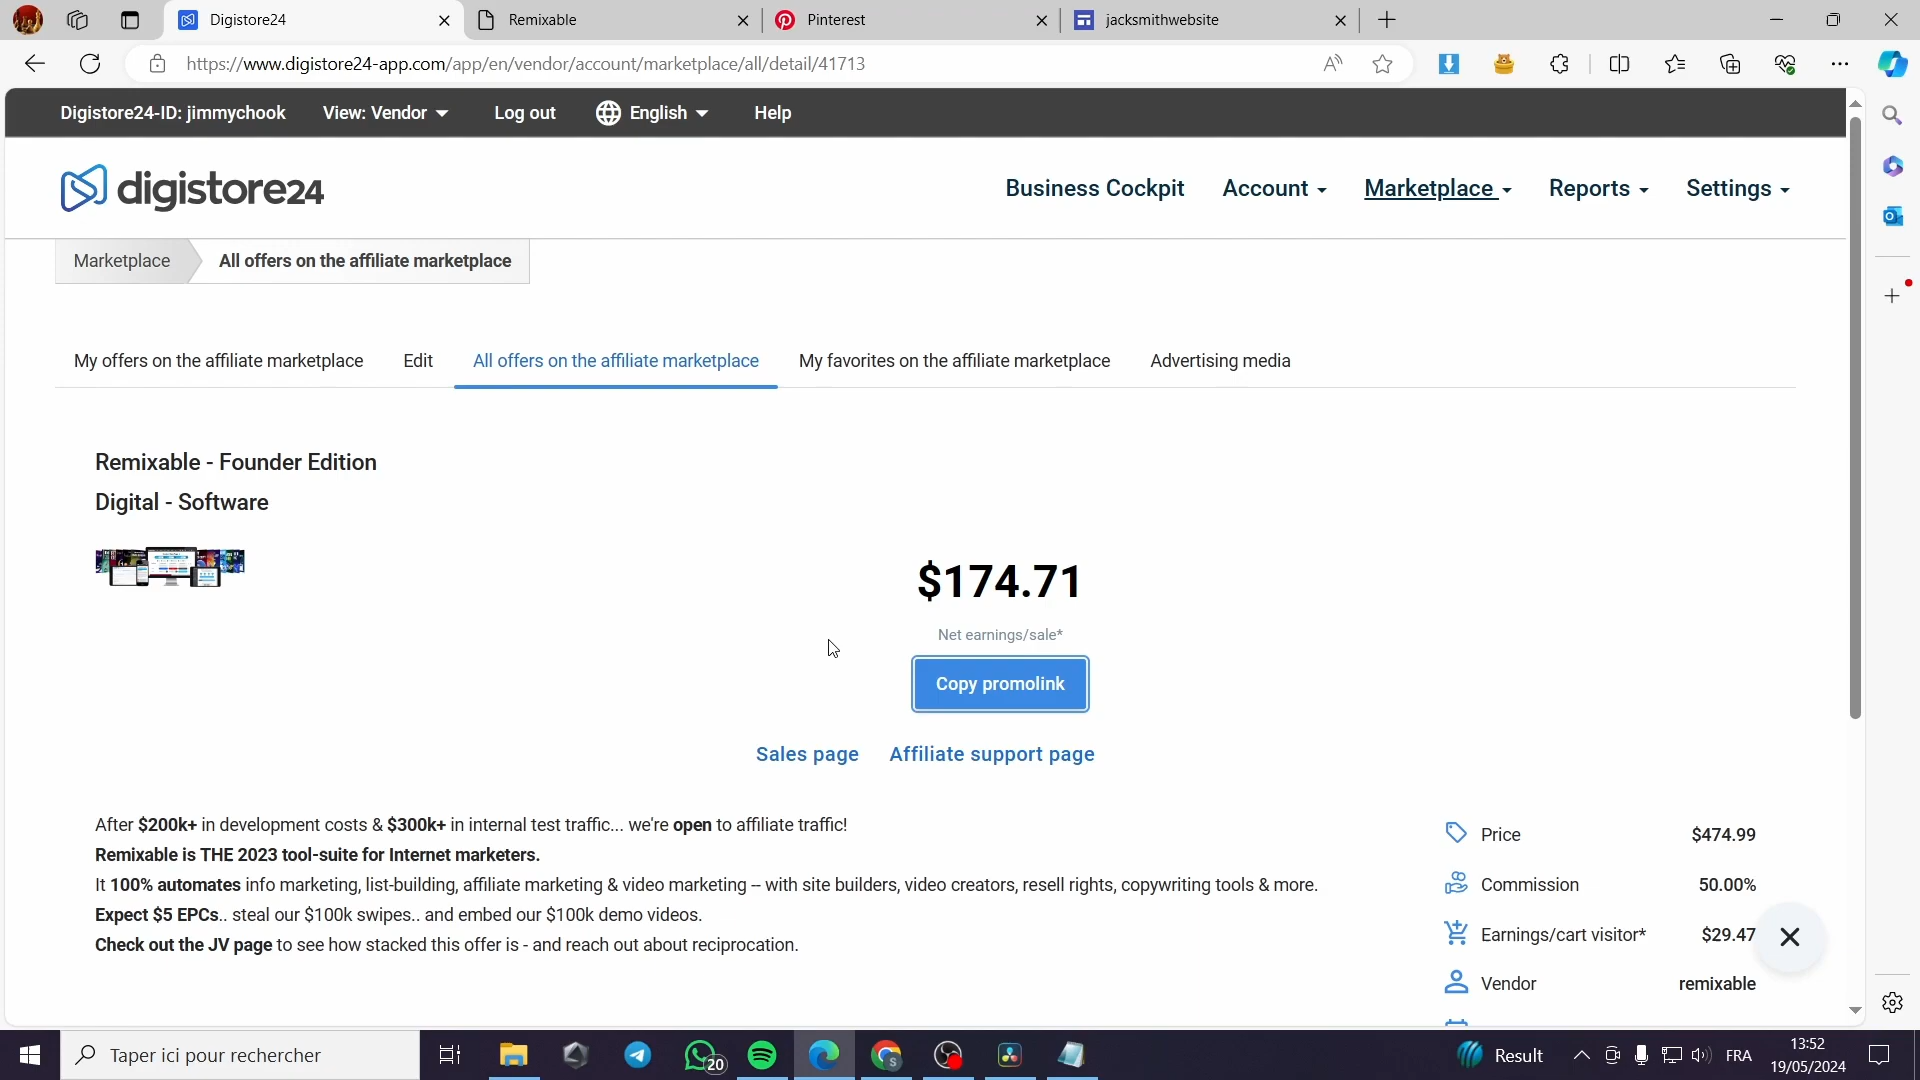 Digistore24
Remixable
Pinterest
jacksmithwebsite
https://www.digistore24-app.com/app/en/vendor/account/marketplace/all/detail/41713
Digistore24-ID: jimmychook
View: Vendor
Log out
English
Help
digistore24
Business Cockpit
Account
Marketplace
Reports
Settings
Marketplace
All offers on the affiliate marketplace
My offers on the affiliate marketplace
Edit
All offers on the affiliate marketplace
My favorites on the affiliate marketplace
Advertising media
Remixable - Founder Edition
Digital - Software
$174.71
Net earnings/sale*
Copy promolink
Sales page
Affiliate support page
After $200k+ in development costs & $300k+ in internal test traffic... we're open to affiliate traffic!
Remixable is THE 2023 tool-suite for Internet marketers.
It 100% automates info marketing, list-building, affiliate marketing & video marketing -- with site builders, video creators, resell rights, copywriting tools & more.
Expect $5 EPCs.. steal our $100k swipes.. and embed our $100k demo videos.
Check out the JV page to see how stacked this offer is - and reach out about reciprocation.
Price $474.99
Commission 50.00%
Earnings/cart visitor* $29.47
Vendor remixable
Taper ici pour rechercher
20
Result
FRA
13:52
19/05/2024